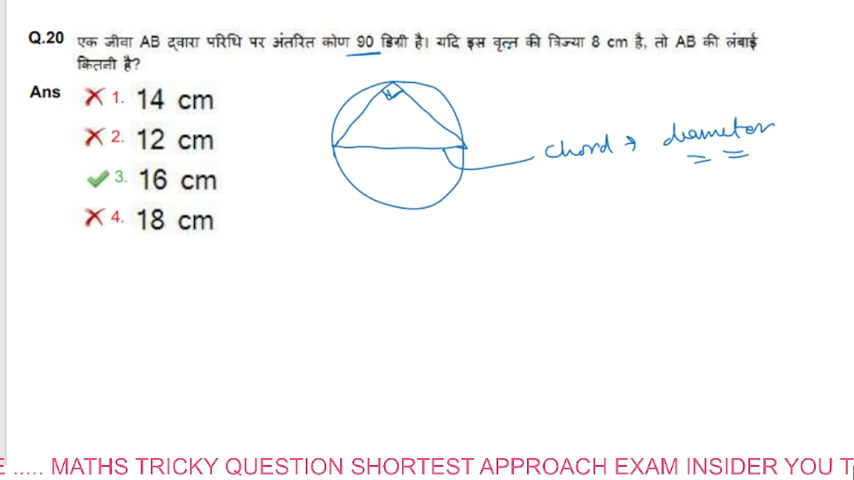 Q.20 एक जीवा AB द्वारा परिधि पर अंतरित कोण 90 डिग्री है। यदि इस वृत्त की त्रिज्या 8 cm है, तो AB की लंबाई
कितनी है?
Ans 1. 14 cm
2. 12 cm
3. 16 cm
4. 18 cm
chord → diameter
E ..... MATHS TRICKY QUESTION SHORTEST APPROACH EXAM INSIDER YOU T